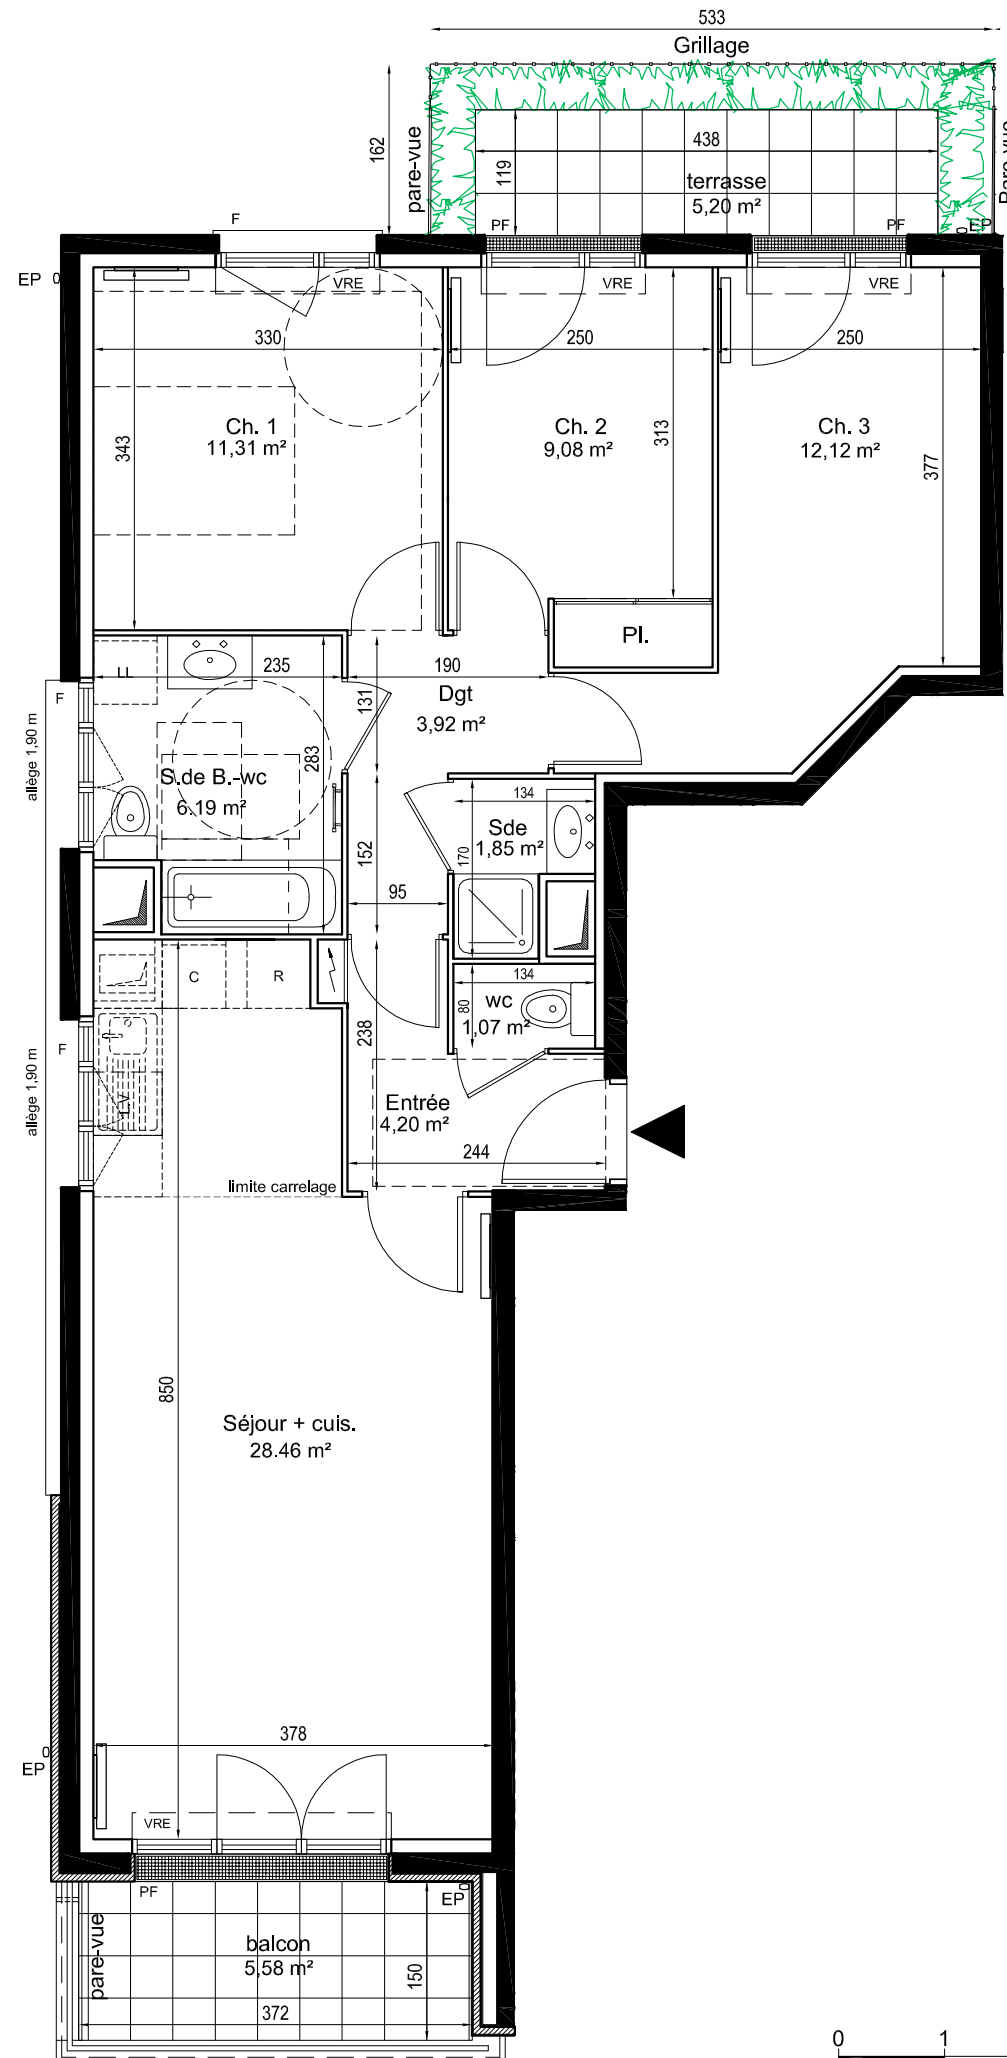 533
Grillage
162
pare-vue
119
438
terrasse
5,20 m²
Pare-vue
PF
PF
EP
F
EP
VRE
VRE
VRE
330
250
250
343
Ch. 1
11,31 m²
Ch. 2
9,08 m²
313
Ch. 3
12,12 m²
377
Pl.
LL
235
131
190
Dgt
3,92 m²
F
allège 1,90 m
283
S.de B.-wc
6.19 m²
134
Sde
1,85 m²
170
152
95
C
R
134
wc
1,07 m²
80
238
F
allège 1,90 m
LV
Entrée
4,20 m²
244
limite carrelage
850
Séjour + cuis.
28.46 m²
378
EP
VRE
PF
EP
pare-vue
balcon
5,58 m²
150
372
0
1